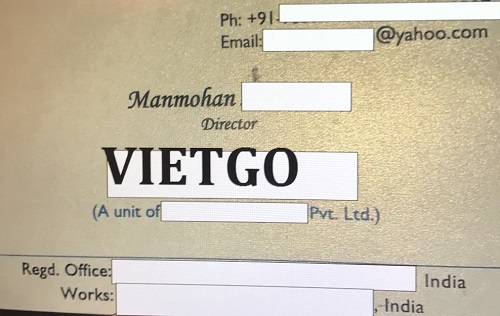 Ph: +91-
Email: @yahoo.com
Manmohan
Director
VIETGO
(A unit of Pvt. Ltd.)
Regd. Office: India
Works: , India